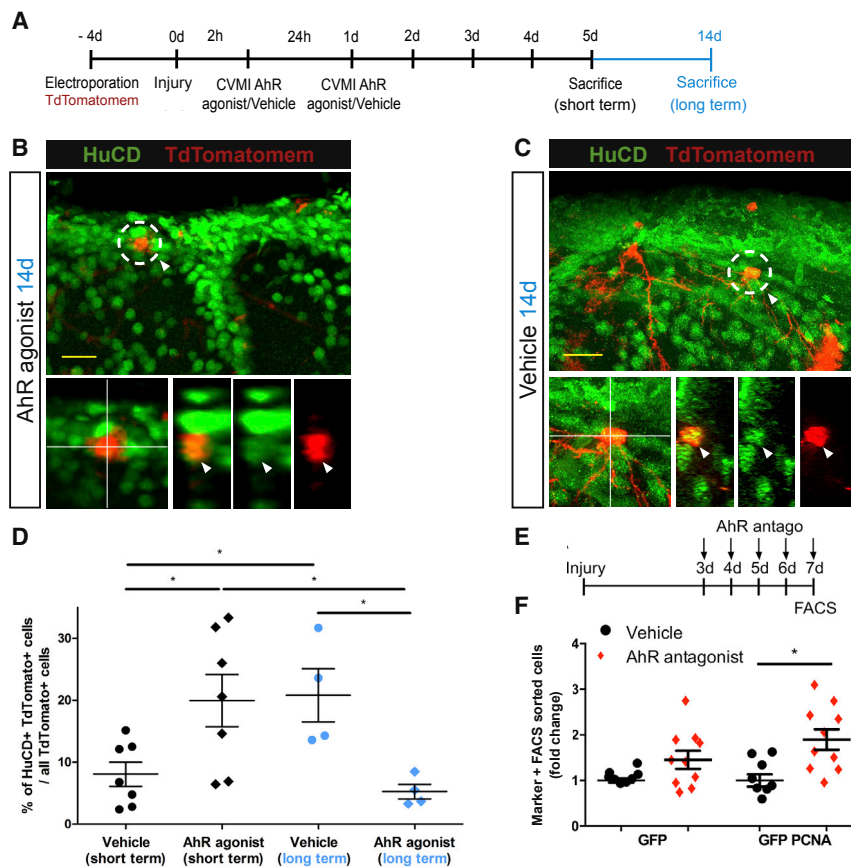 A
- 4d 0d 2h 24h 1d 2d 3d 4d 5d 14d
Electroporation Injury CVMI AhR CVMI AhR Sacrifice Sacrifice
TdTomatomem agonist/Vehicle agonist/Vehicle (short term) (long term)
B
HuCD TdTomatomem
AhR agonist 14d
C
HuCD TdTomatomem
Vehicle 14d
D
*
* *
*
% of HuCD+ TdTomato+ cells
/ all TdTomato+ cells
30
20
10
0
Vehicle AhR agonist Vehicle AhR agonist
(short term) (short term) (long term) (long term)
E
AhR antago
Injury 3d 4d 5d 6d 7d
FACS
F
Vehicle
AhR antagonist
*
Marker + FACS sorted cells
(fold change)
4
3
2
1
0
GFP GFP PCNA